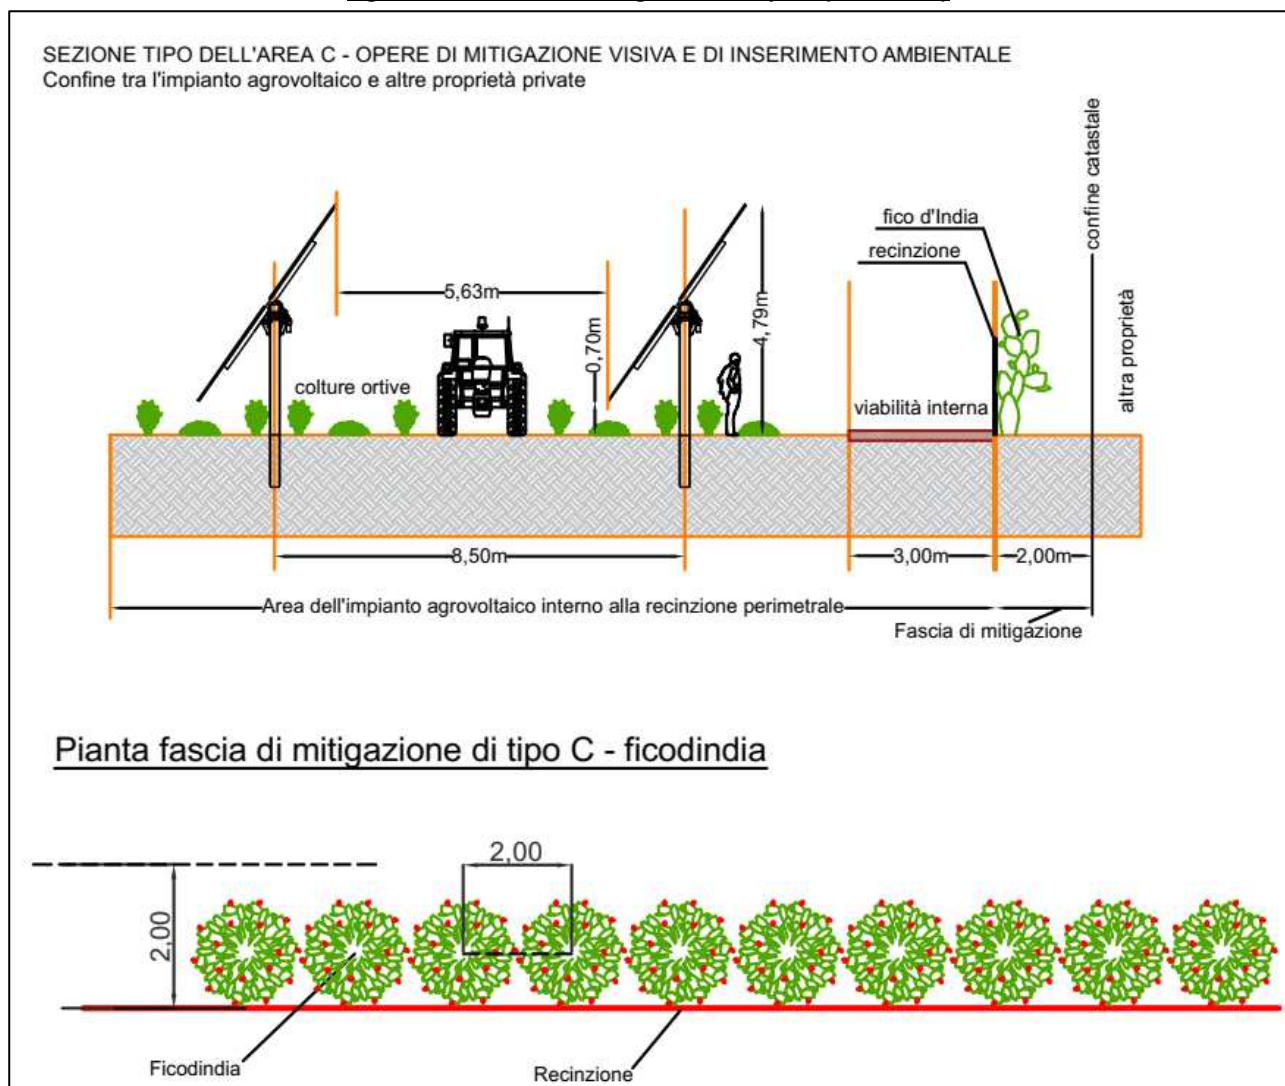 SEZIONE TIPO DELL'AREA C - OPERE DI MITIGAZIONE VISIVA E DI INSERIMENTO AMBIENTALE
Confine tra l'impianto agrovoltaico e altre proprietà private
confine catastale
fico d'India
recinzione
5,63m
0,70m
4,79m
altra proprietà
colture ortive
viabilità interna
8,50m
3,00m
2,00m
Area dell'impianto agrovoltaico interno alla recinzione perimetrale
Fascia di mitigazione
Pianta fascia di mitigazione di tipo C - ficodindia
2,00
2,00
Ficodindia
Recinzione